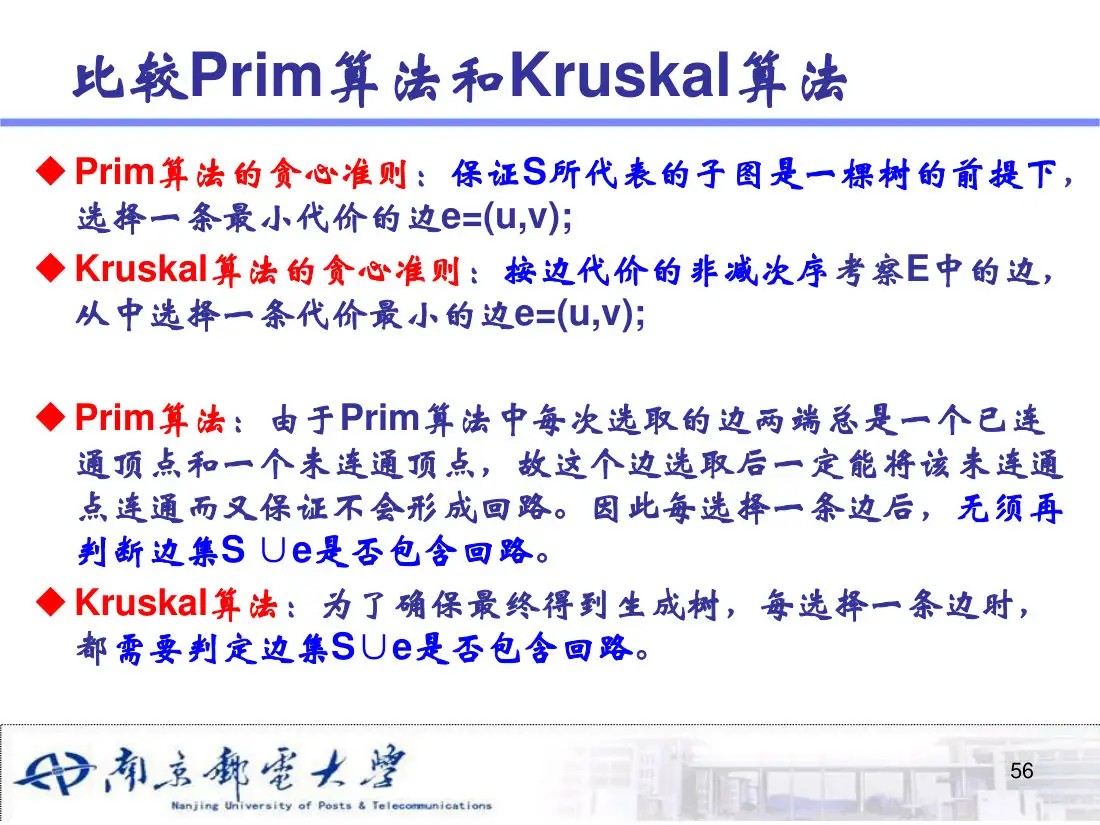 比较Prim算法和Kruskal算法
◆Prim算法的贪心准则：保证S所代表的子图是一棵树的前提下，
选择一条最小代价的边e=(u,v);
◆Kruskal算法的贪心准则：按边代价的非减次序考察E中的边，
从中选择一条代价最小的边e=(u,v);
◆Prim算法：由于Prim算法中每次选取的边两端总是一个已连
通顶点和一个未连通顶点，故这个边选取后一定能将该未连通
点连通而又保证不会形成回路。因此每选择一条边后，无须再
判断边集S ∪e是否包含回路。
◆Kruskal算法：为了确保最终得到生成树，每选择一条边时，
都需要判定边集S∪e是否包含回路。
南京邮电大学
Nanjing University of Posts & Telecommunications
56